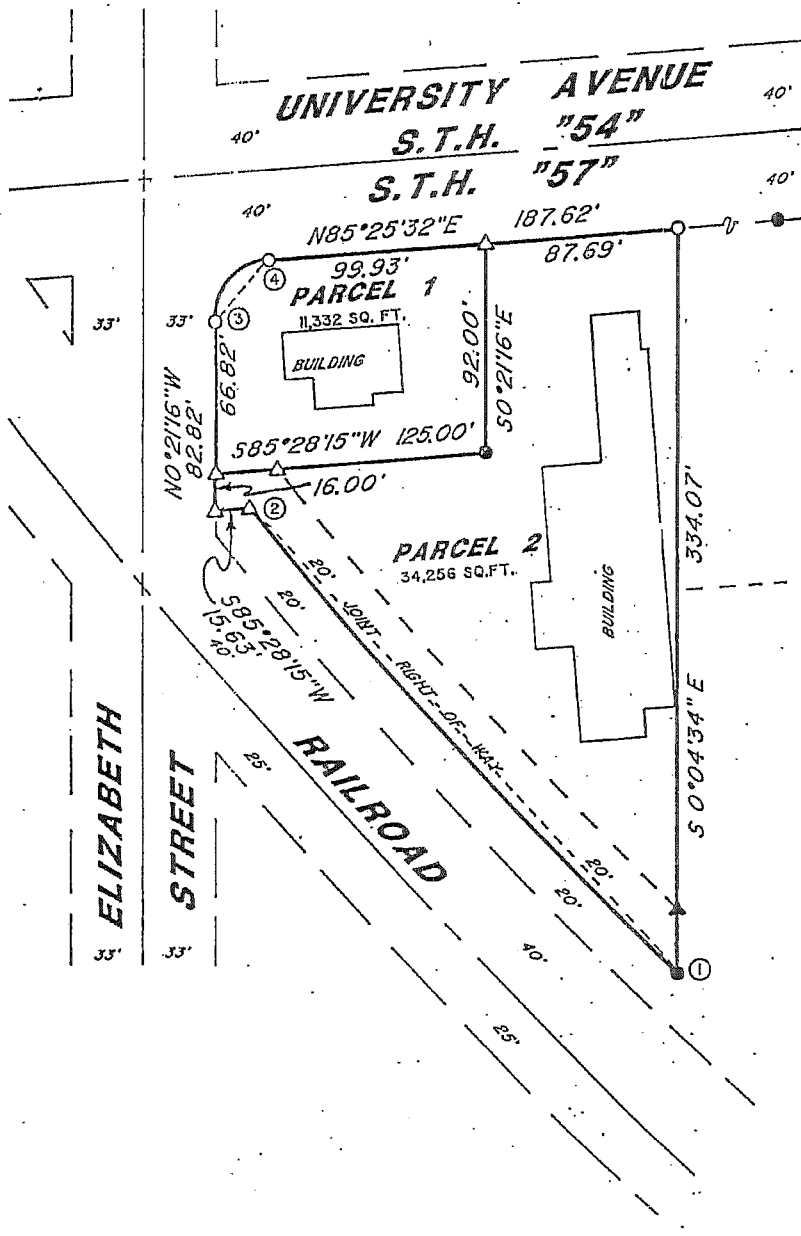 UNIVERSITY AVENUE
40'
40'
S.T.H. "54"
S.T.H. "57"
40'
40'
N85°25'32"E
187.62'
99.93'
87.69'
④
PARCEL 1
11,332 SQ. FT.
33'
33'
③
BUILDING
66.82'
92.00'
S0°21'16"E
N0°21'16"W
82.82'
S85°28'15"W 125.00'
16.00'
②
PARCEL 2
34,256 SQ.FT.
334.07'
BUILDING
20'
20'
JOINT RIGHT-OF-WAY
S85°28'15"W
15.63'
40'
S0°04'34"E
ELIZABETH
STREET
25'
RAILROAD
20'
20'
33'
33'
40'
①
25'